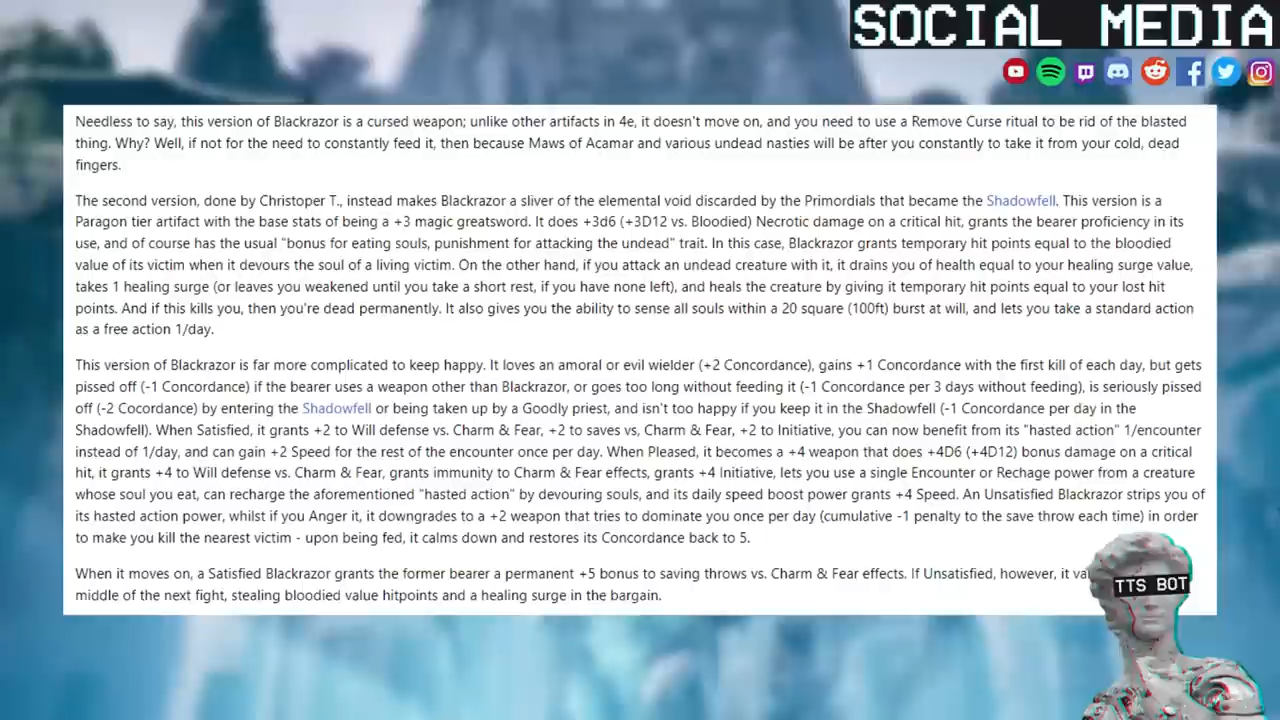 SOCIAL MEDIA
Needless to say, this version of Blackrazor is a cursed weapon; unlike other artifacts in 4e, it doesn't move on, and you need to use a Remove Curse ritual to be rid of the blasted
thing. Why? Well, if not for the need to constantly feed it, then because Maws of Acamar and various undead nasties will be after you constantly to take it from your cold, dead
fingers.
The second version, done by Christoper T., instead makes Blackrazor a sliver of the elemental void discarded by the Primordials that became the Shadowfell. This version is a
Paragon tier artifact with the base stats of being a +3 magic greatsword. It does +3d6 (+3D12 vs. Bloodied) Necrotic damage on a critical hit, grants the bearer proficiency in its
use, and of course has the usual "bonus for eating souls, punishment for attacking the undead" trait. In this case, Blackrazor grants temporary hit points equal to the bloodied
value of its victim when it devours the soul of a living victim. On the other hand, if you attack an undead creature with it, it drains you of health equal to your healing surge value,
takes 1 healing surge (or leaves you weakened until you take a short rest, if you have none left), and heals the creature by giving it temporary hit points equal to your lost hit
points. And if this kills you, then you're dead permanently. It also gives you the ability to sense all souls within a 20 square (100ft) burst at will, and lets you take a standard action
as a free action 1/day.
This version of Blackrazor is far more complicated to keep happy. It loves an amoral or evil wielder (+2 Concordance), gains +1 Concordance with the first kill of each day, but gets
pissed off (-1 Concordance) if the bearer uses a weapon other than Blackrazor, or goes too long without feeding it (-1 Concordance per 3 days without feeding), is seriously pissed
off (-2 Cocordance) by entering the Shadowfell or being taken up by a Goodly priest, and isn't too happy if you keep it in the Shadowfell (-1 Concordance per day in the
Shadowfell). When Satisfied, it grants +2 to Will defense vs. Charm & Fear, +2 to saves vs, Charm & Fear, +2 to Initiative, you can now benefit from its "hasted action" 1/encounter
instead of 1/day, and can gain +2 Speed for the rest of the encounter once per day. When Pleased, it becomes a +4 weapon that does +4D6 (+4D12) bonus damage on a critical
hit, it grants +4 to Will defense vs. Charm & Fear, grants immunity to Charm & Fear effects, grants +4 Initiative, lets you use a single Encounter or Rechage power from a creature
whose soul you eat, can recharge the aforementioned "hasted action" by devouring souls, and its daily speed boost power grants +4 Speed. An Unsatisfied Blackrazor strips you of
its hasted action power, whilst if you Anger it, it downgrades to a +2 weapon that tries to dominate you once per day (cumulative -1 penalty to the save throw each time) in order
to make you kill the nearest victim - upon being fed, it calms down and restores its Concordance back to 5.
When it moves on, a Satisfied Blackrazor grants the former bearer a permanent +5 bonus to saving throws vs. Charm & Fear effects. If Unsatisfied, however, it
middle of the next fight, stealing bloodied value hitpoints and a healing surge in the bargain.
TTS BOT